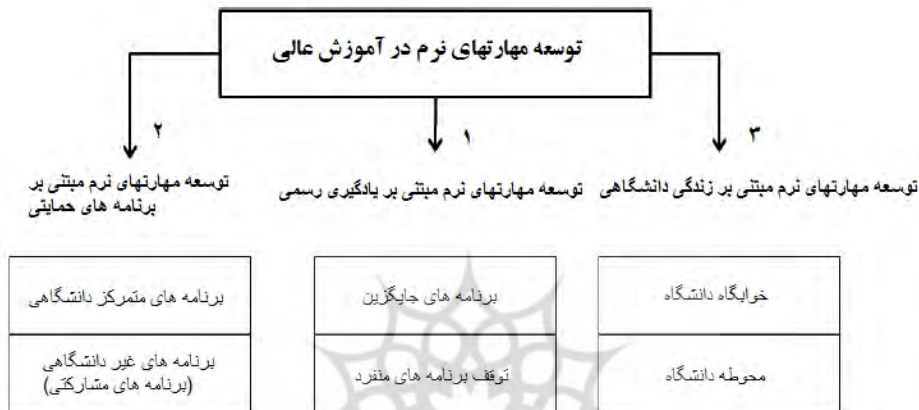 توسعه مهارتهای نرم در آموزش عالی
۳
۱
۲
توسعه مهارتهای نرم مبتنی بر زندگی دانشگاهی
توسعه مهارتهای نرم مبتنی بر یادگیری رسمی
توسعه مهارتهای نرم مبتنی بر
برنامه های حمایتی
خوابگاه دانشگاه
محوطه دانشگاه
برنامه های جایگزین
توقف برنامه های منفرد
برنامه های متمرکز دانشگاهی
برنامه های غیر دانشگاهی
(برنامه های مشارکتی)